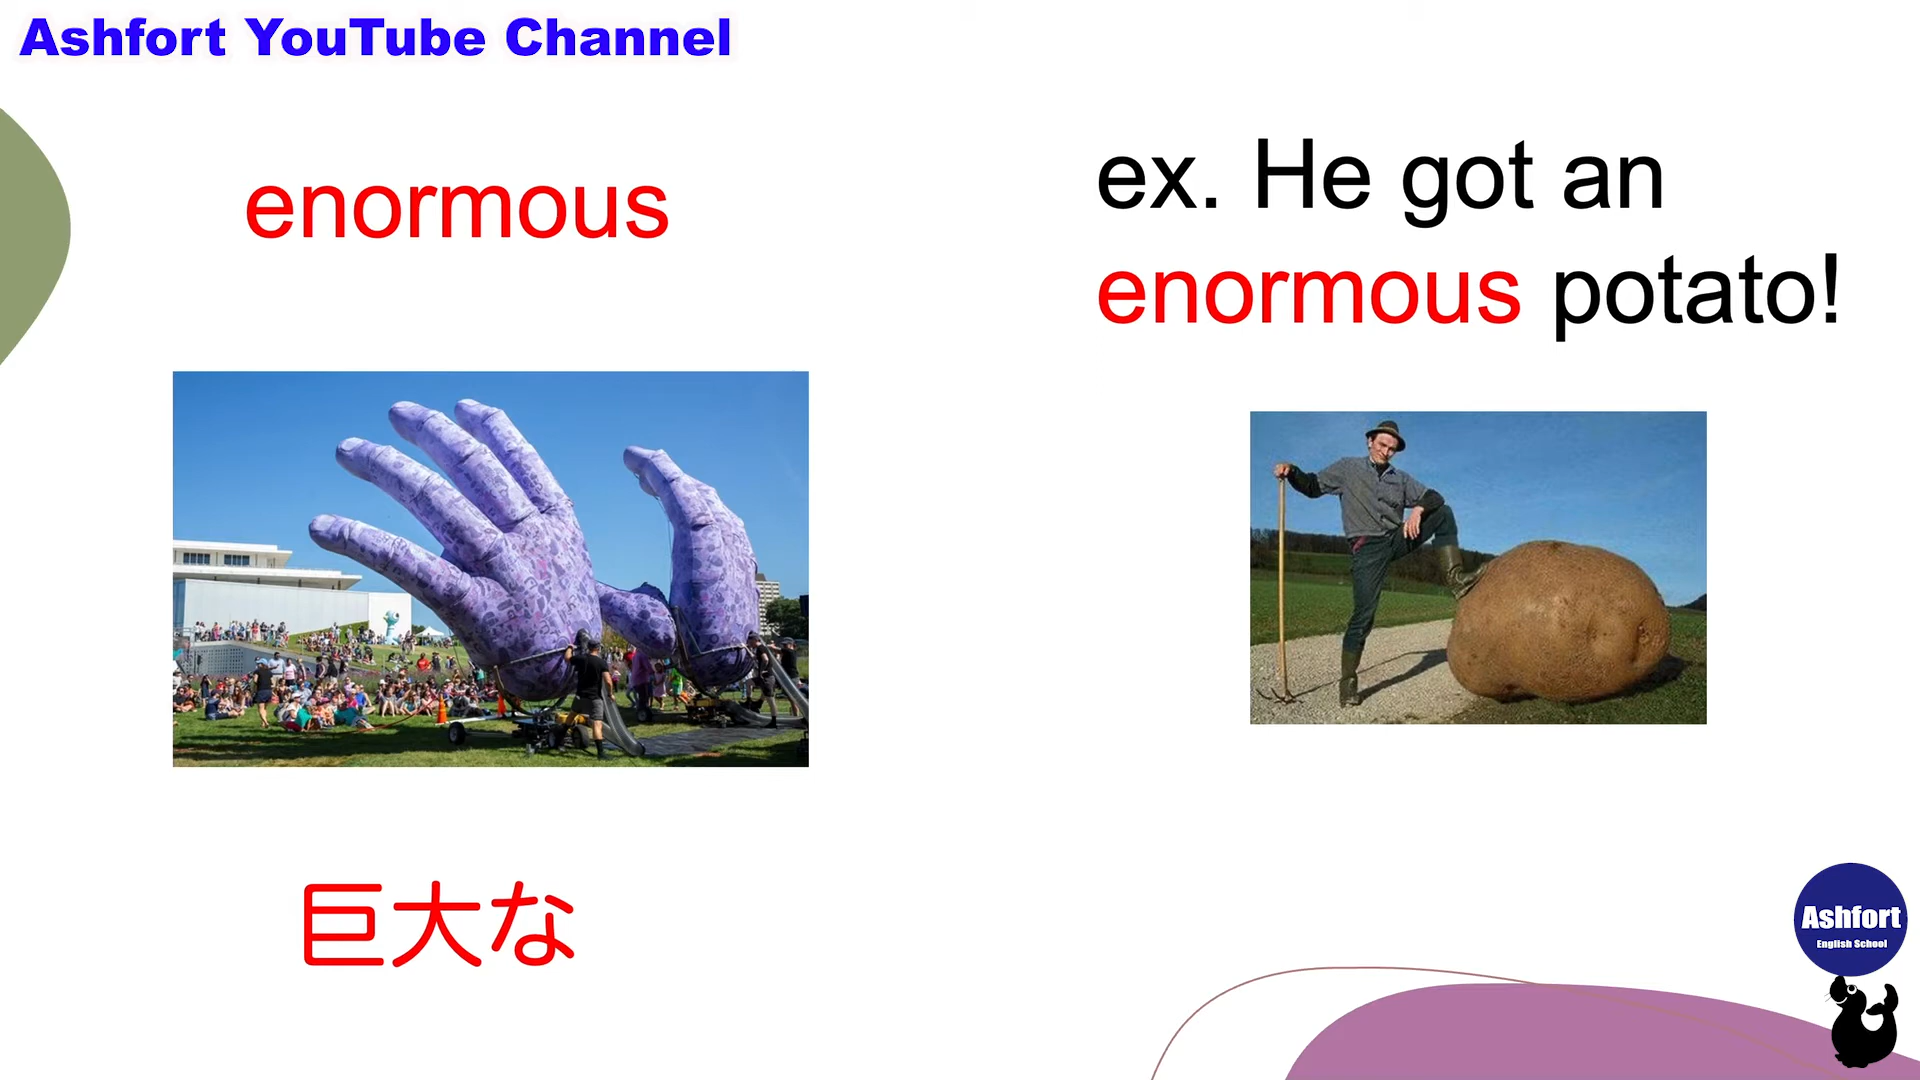 Ashfort YouTube Channel
enormous
巨大な
ex. He got an
enormous potato!
Ashfort
English School